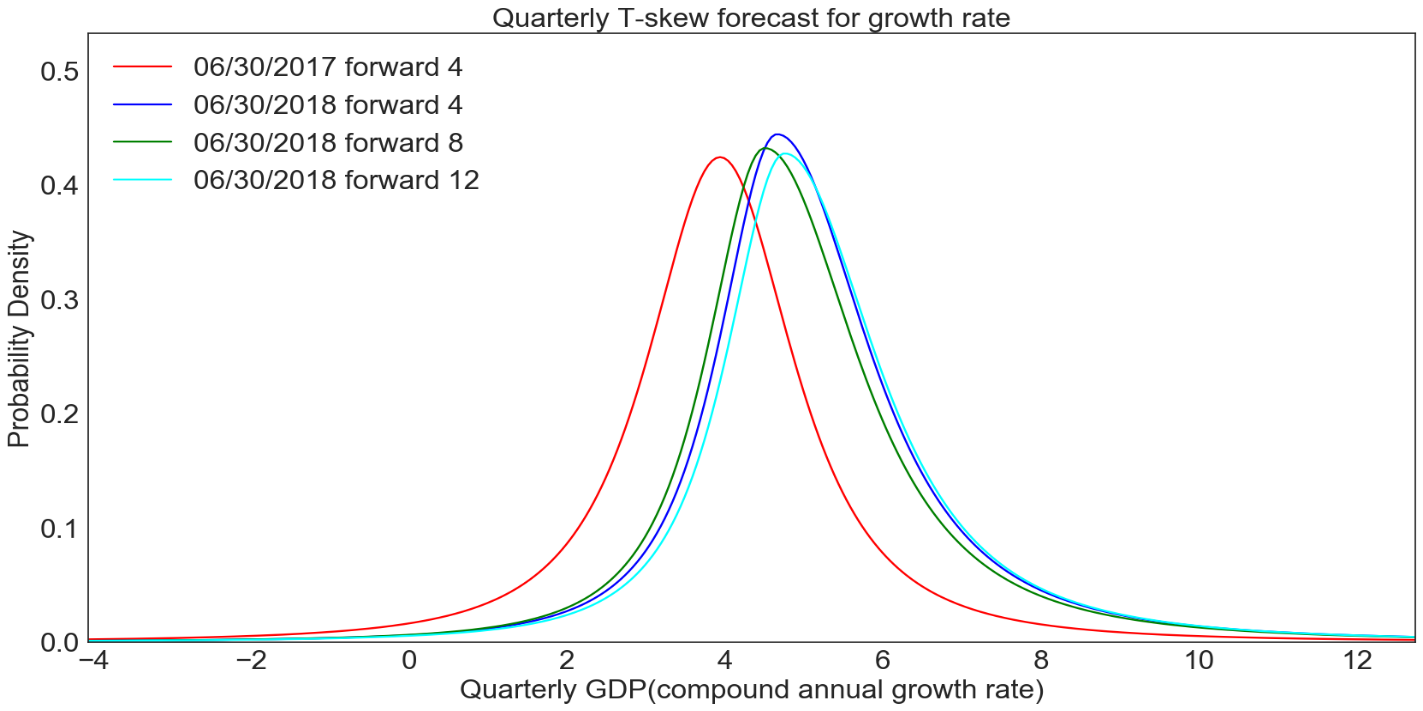 Quarterly T-skew forecast for growth rate
06/30/2017 forward 4
06/30/2018 forward 4
06/30/2018 forward 8
06/30/2018 forward 12
Probability Density
0.5
0.4
0.3
0.2
0.1
0.0
−4 −2 0 2 4 6 8 10 12
Quarterly GDP(compound annual growth rate)